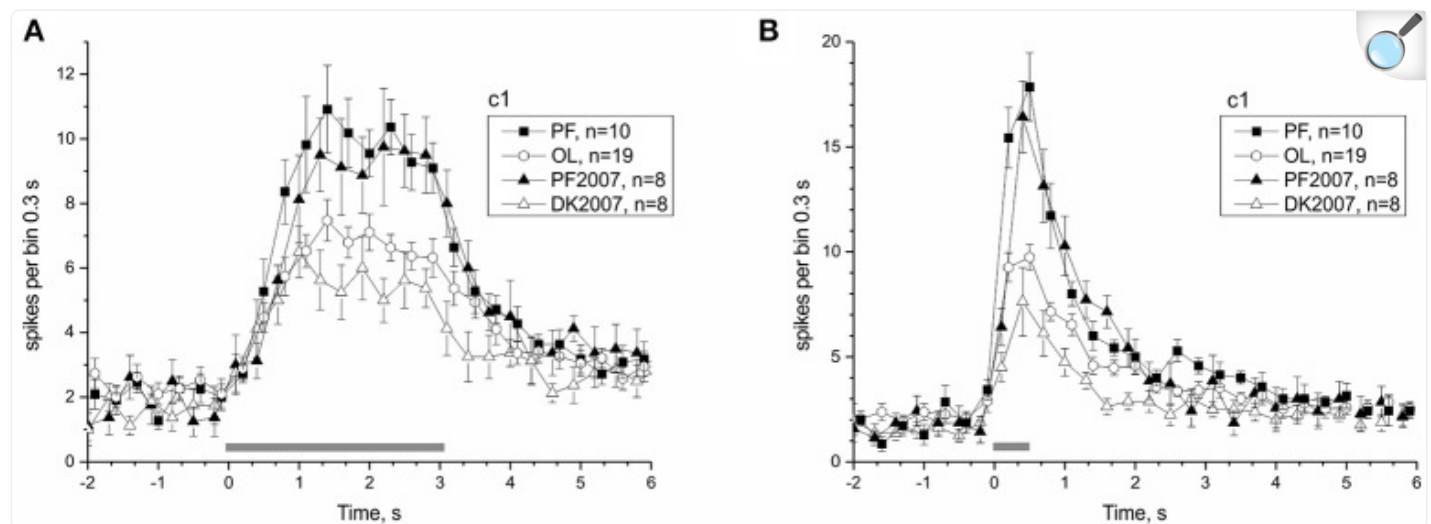 A
spikes per bin 0.3 s
12
10
8
6
4
2
0
-2
-1
0
1
2
3
4
5
6
Time, s
c1
PF, n=10
OL, n=19
PF2007, n=8
DK2007, n=8
B
spikes per bin 0.3 s
20
15
10
5
0
-2
-1
0
1
2
3
4
5
6
Time, s
c1
PF, n=10
OL, n=19
PF2007, n=8
DK2007, n=8